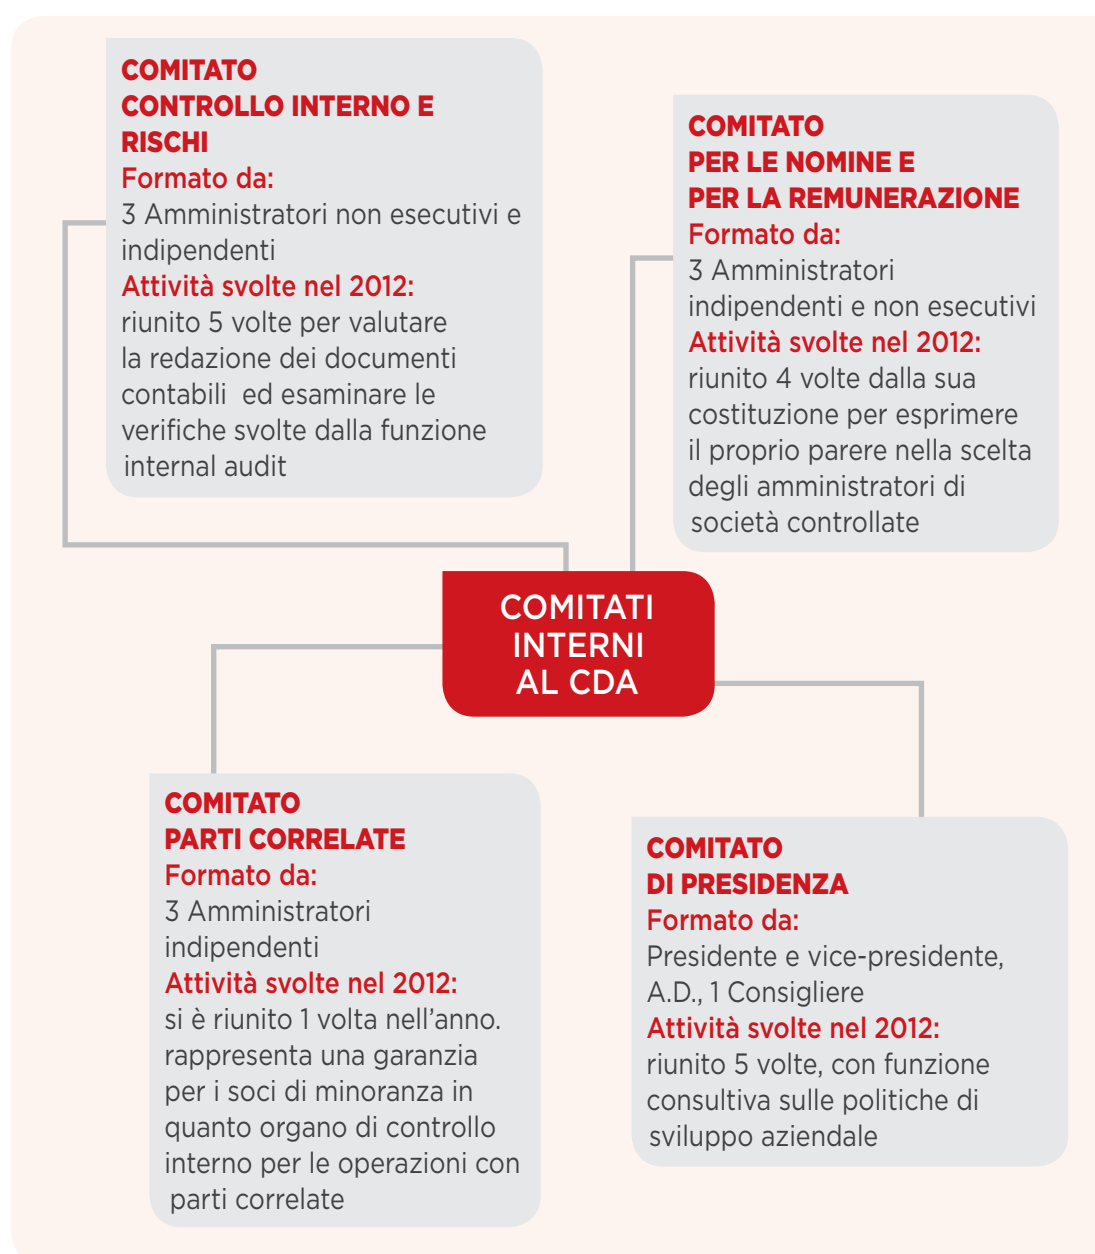 COMITATO
CONTROLLO INTERNO E
RISCHI
Formato da:
3 Amministratori non esecutivi e
indipendenti
Attività svolte nel 2012:
riunito 5 volte per valutare
la redazione dei documenti
contabili  ed esaminare le
verifiche svolte dalla funzione
internal audit
COMITATO
PER LE NOMINE E
PER LA REMUNERAZIONE
Formato da:
3 Amministratori
indipendenti e non esecutivi
Attività svolte nel 2012:
riunito 4 volte dalla sua
costituzione per esprimere
il proprio parere nella scelta
degli amministratori di
società controllate
COMITATI
INTERNI
AL CDA
COMITATO
PARTI CORRELATE
Formato da:
3 Amministratori
indipendenti
Attività svolte nel 2012:
si è riunito 1 volta nell’anno.
rappresenta una garanzia
per i soci di minoranza in
quanto organo di controllo
interno per le operazioni con
parti correlate
COMITATO
DI PRESIDENZA
Formato da:
Presidente e vice-presidente,
A.D., 1 Consigliere
Attività svolte nel 2012:
riunito 5 volte, con funzione
consultiva sulle politiche di
sviluppo aziendale